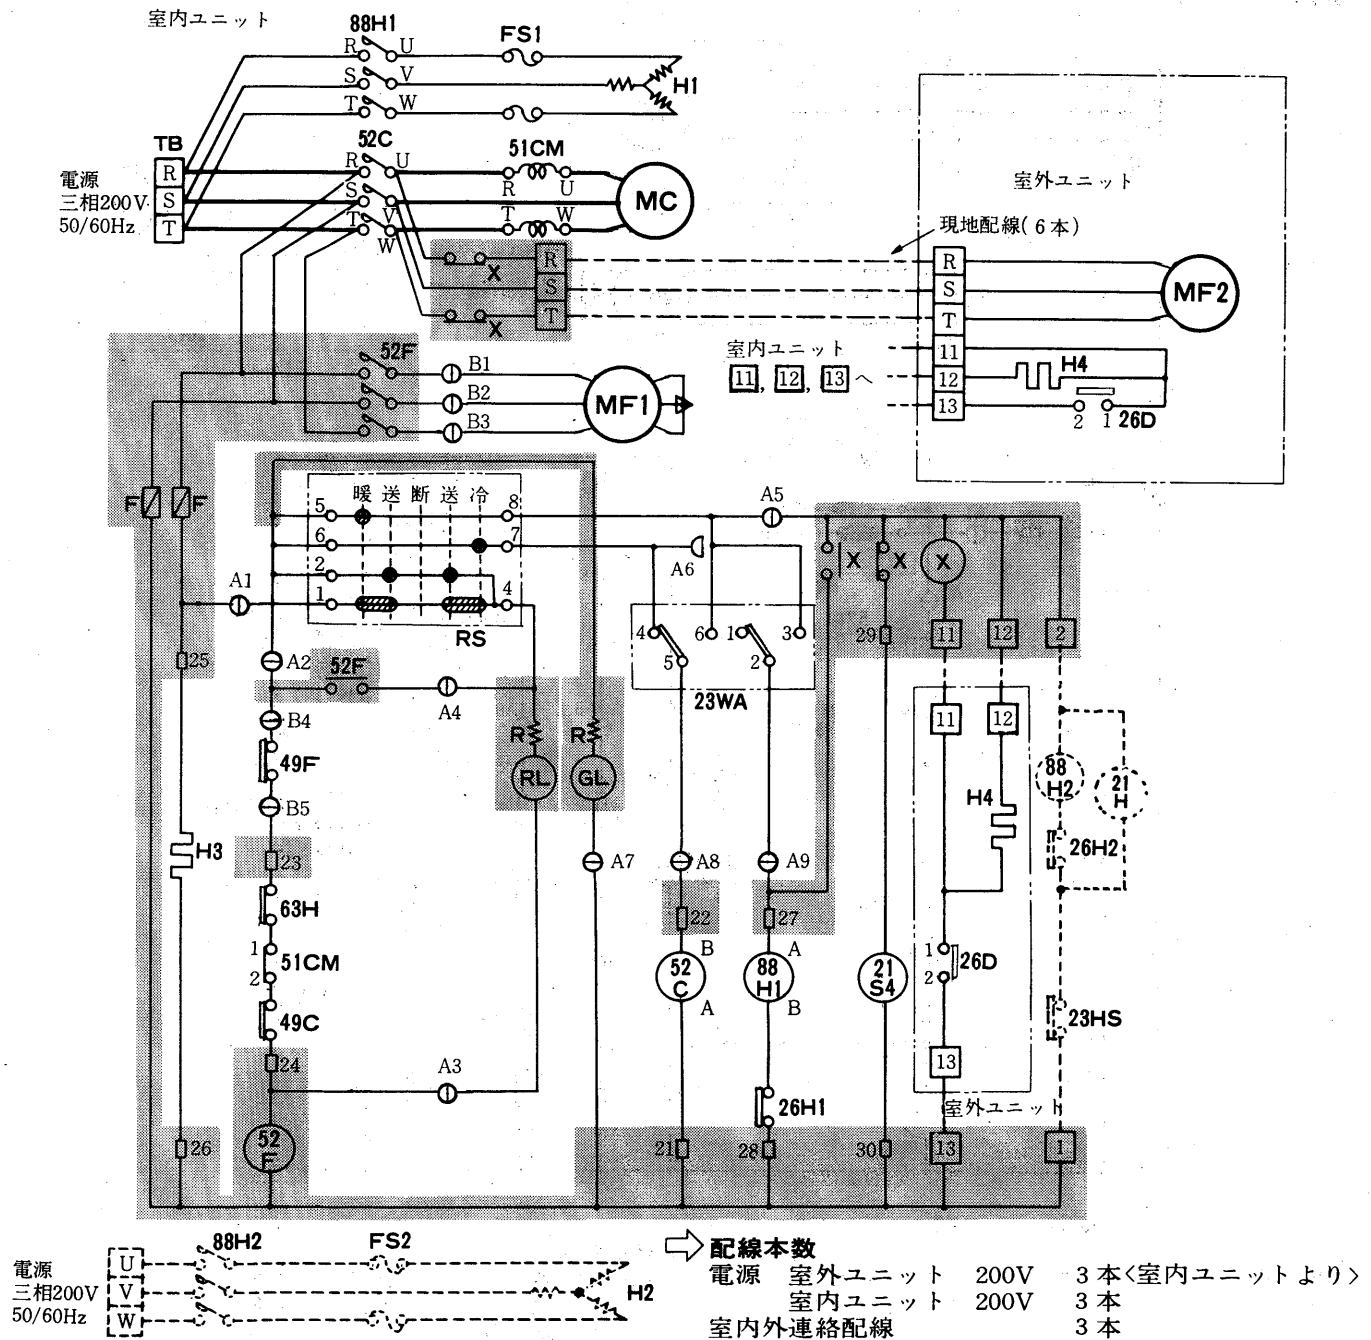 室内ユニット
88H1
FS1
R U
S V
T W
H1
TB
52C
51CM
R
S
T
電源
三相200V
50/60Hz
R U
S V
T W
R U
T W
MC
室外ユニット
現地配線(6本)
X
X
R
S
T
R
S
T
MF2
室内ユニット
11, 12, 13へ
11
12
13
H4
2 1 26D
52F
B1
B2
B3
MF1
F F
暖 送 断 送 冷
5 8
6 7
2
1 4
RS
A1
A5
A6
X X X
25
A2
52F
A4
4 6 1 3
5 2
23WA
29
11 12 2
B4
49F
B5
R R
RL GL
11 12
H4
88
H2
21
H
26H2
H3
23
63H
1
2
51CM
49C
24
A7 A8 A9
22 27
B A
52
C
88
H1
A B
21
S4
1
2
26D
23HS
A3
26H1
13
室外ユニット
26
52
F
21 28 30 13 1
88H2
FS2
電源
三相200V
50/60Hz
U
V
W
H2
配線本数
電源 室外ユニット 200V 3本<室内ユニットより>
室内ユニット 200V 3本
室内外連絡配線 3本